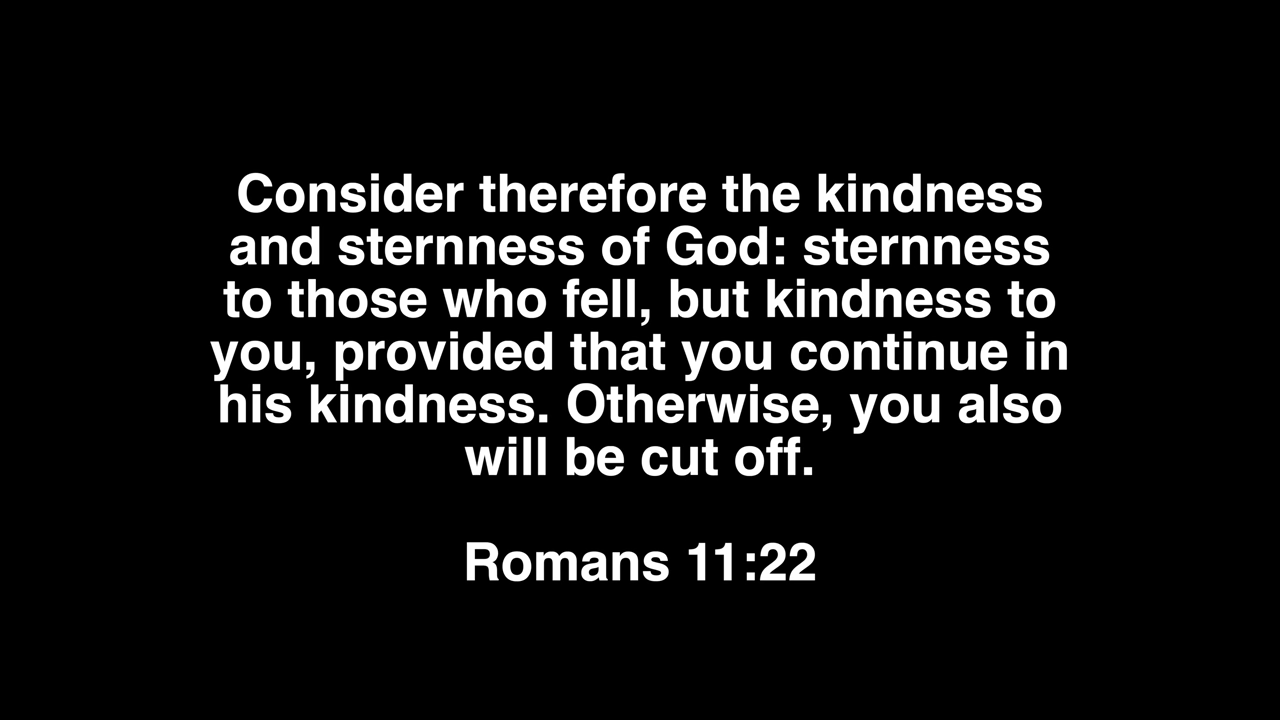 Consider therefore the kindness
and sternness of God: sternness
to those who fell, but kindness to
you, provided that you continue in
his kindness. Otherwise, you also
will be cut off.
Romans 11:22